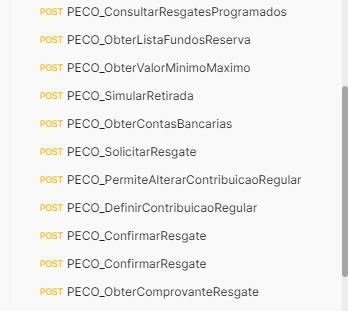 POST PECO_ConsultarResgatesProgramados
POST PECO_ObterListaFundosReserva
POST PECO_ObterValorMinimoMaximo
POST PECO_SimularRetirada
POST PECO_ObterContasBancarias
POST PECO_SolicitarResgate
POST PECO_PermiteAlterarContribuicaoRegular
POST PECO_DefinirContribuicaoRegular
POST PECO_ConfirmarResgate
POST PECO_ConfirmarResgate
POST PECO_ObterComprovanteResgate